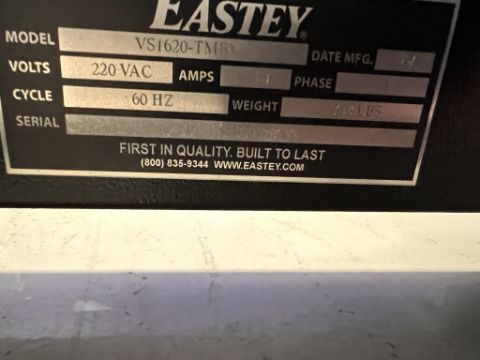 EASTEY®
MODEL VS1620-TMB DATE MFG.
VOLTS 220 VAC AMPS PHASE
CYCLE 60 HZ WEIGHT LBS
SERIAL
FIRST IN QUALITY. BUILT TO LAST
(800) 835-9344 WWW.EASTEY.COM